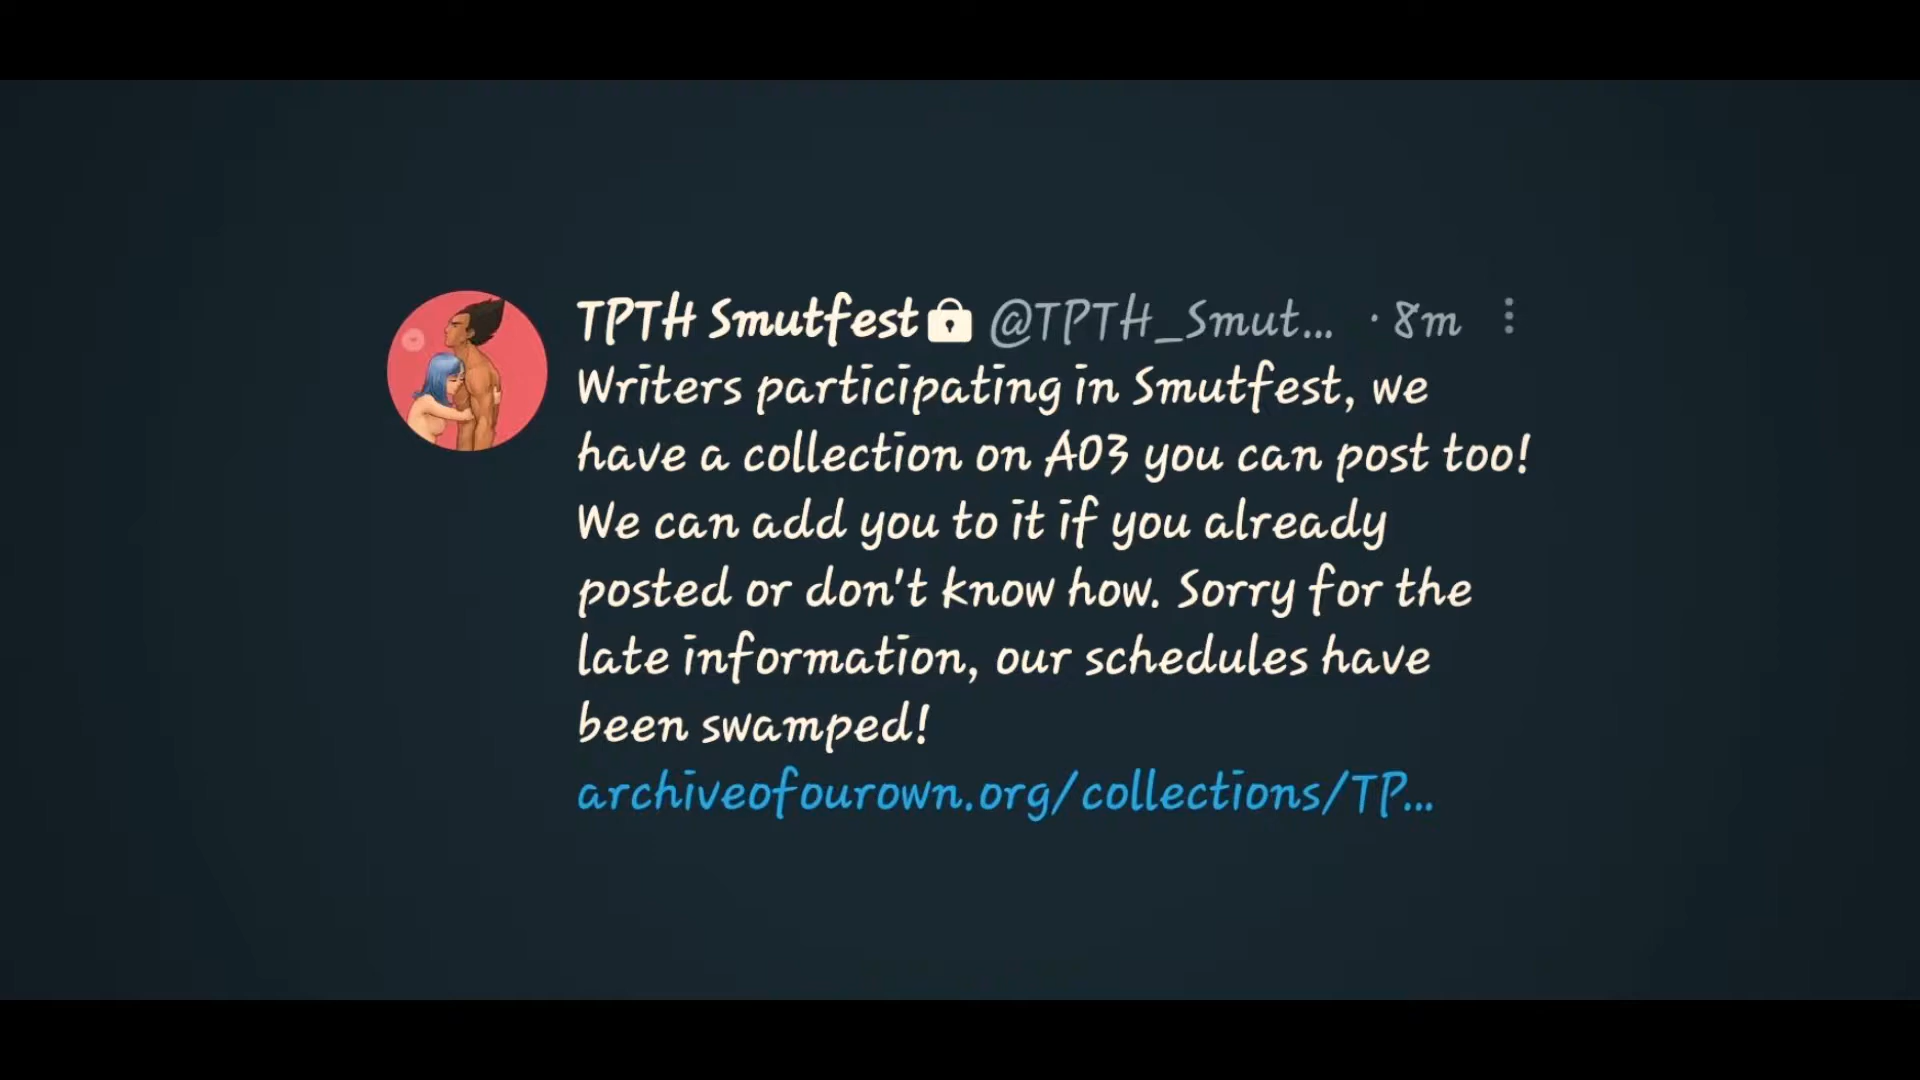 TPTH Smutfest @TPTH_Smut... · 8m
Writers participating in Smutfest, we
have a collection on AO3 you can post too!
We can add you to it if you already
posted or don't know how. Sorry for the
late information, our schedules have
been swamped!
archiveofourown.org/collections/TP...